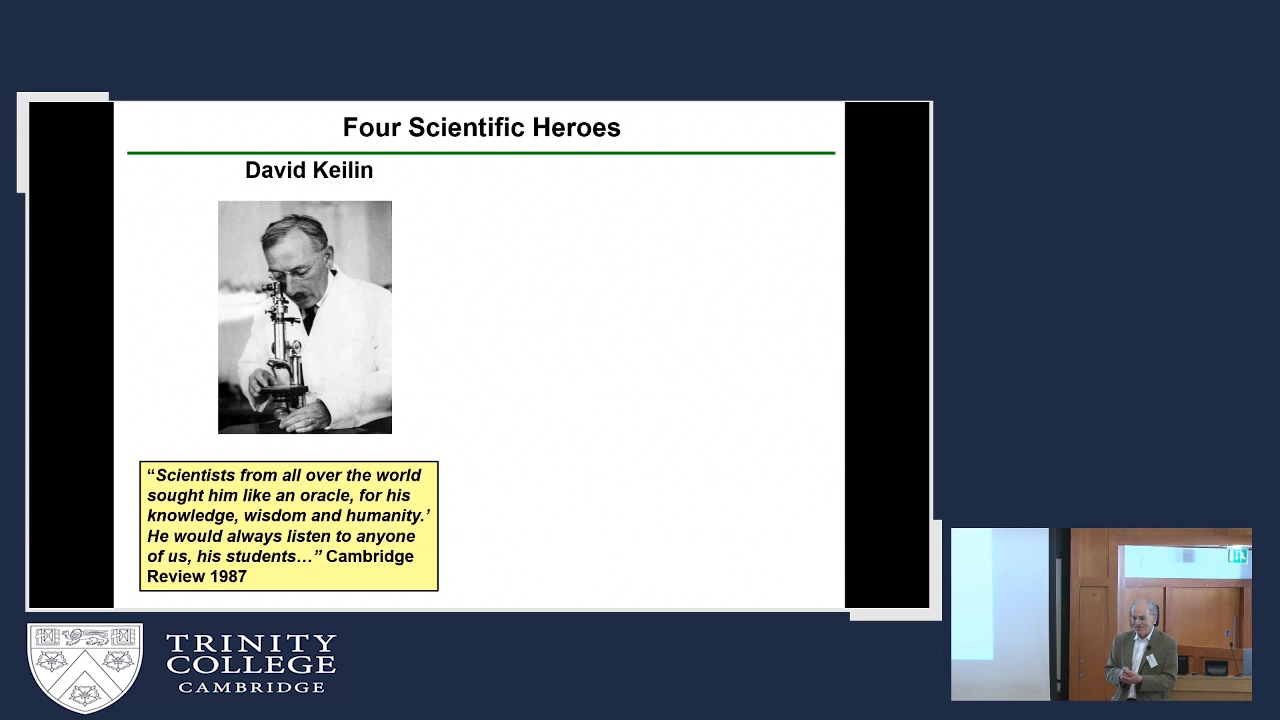 Four Scientific Heroes
David Keilin
“Scientists from all over the world
sought him like an oracle, for his
knowledge, wisdom and humanity.’
He would always listen to anyone
of us, his students…” Cambridge
Review 1987
TRINITY
COLLEGE
CAMBRIDGE